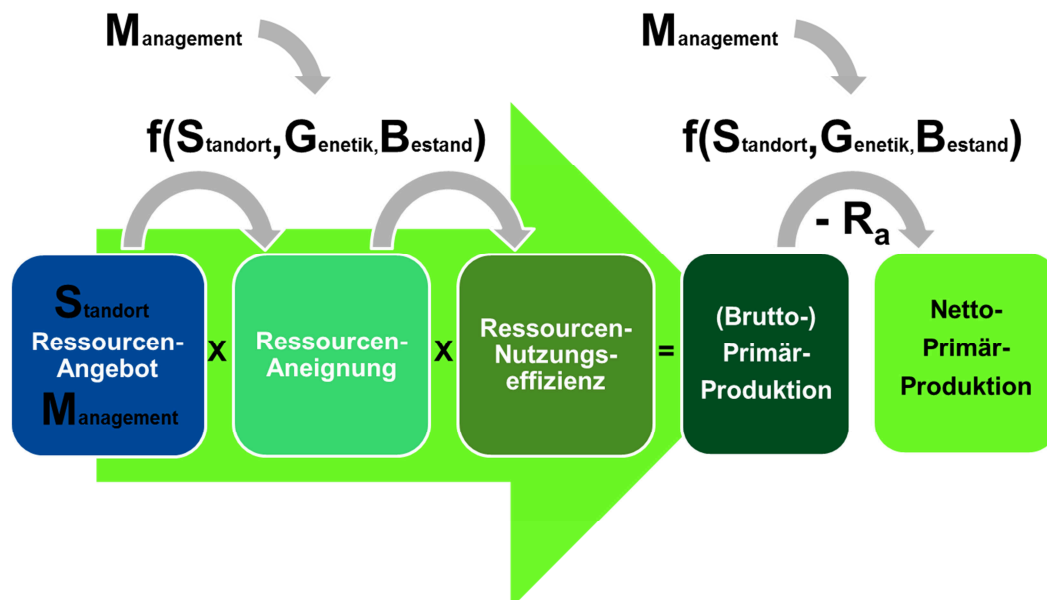 Management
Management
f(Standort,Genetik,Bestand)
f(Standort,Genetik,Bestand)
- Ra
Standort
Ressourcen-
Angebot
Management
x
Ressourcen-
Aneignung
x
Ressourcen-
Nutzungs-
effizienz
=
(Brutto-)
Primär-
Produktion
Netto-
Primär-
Produktion